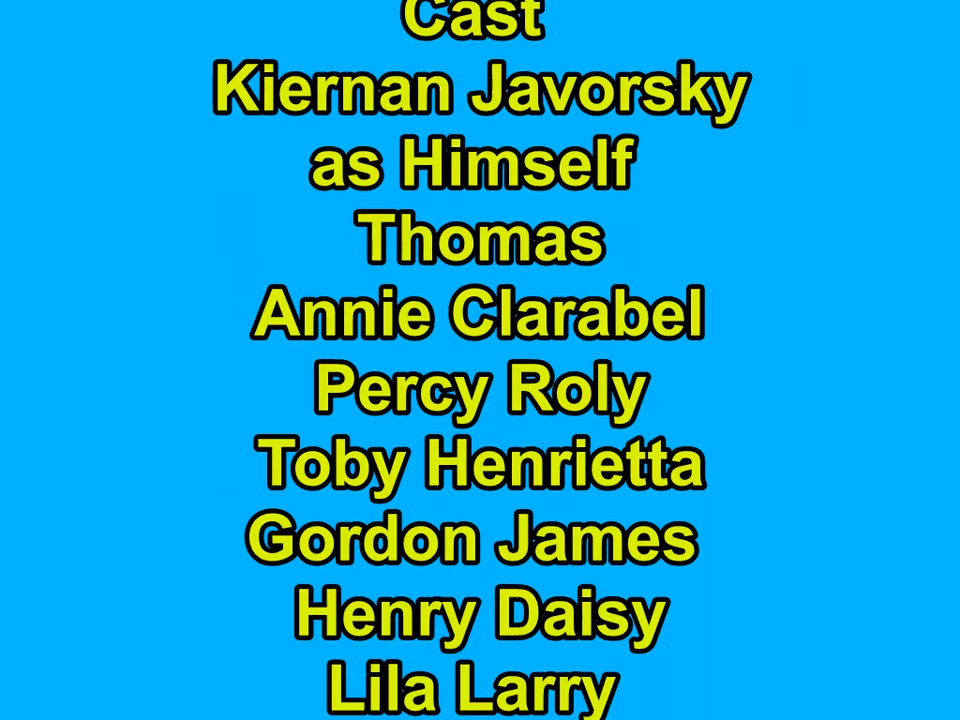 Cast
Kiernan Javorsky
as Himself
Thomas
Annie Clarabel
Percy Roly
Toby Henrietta
Gordon James
Henry Daisy
Lila Larry